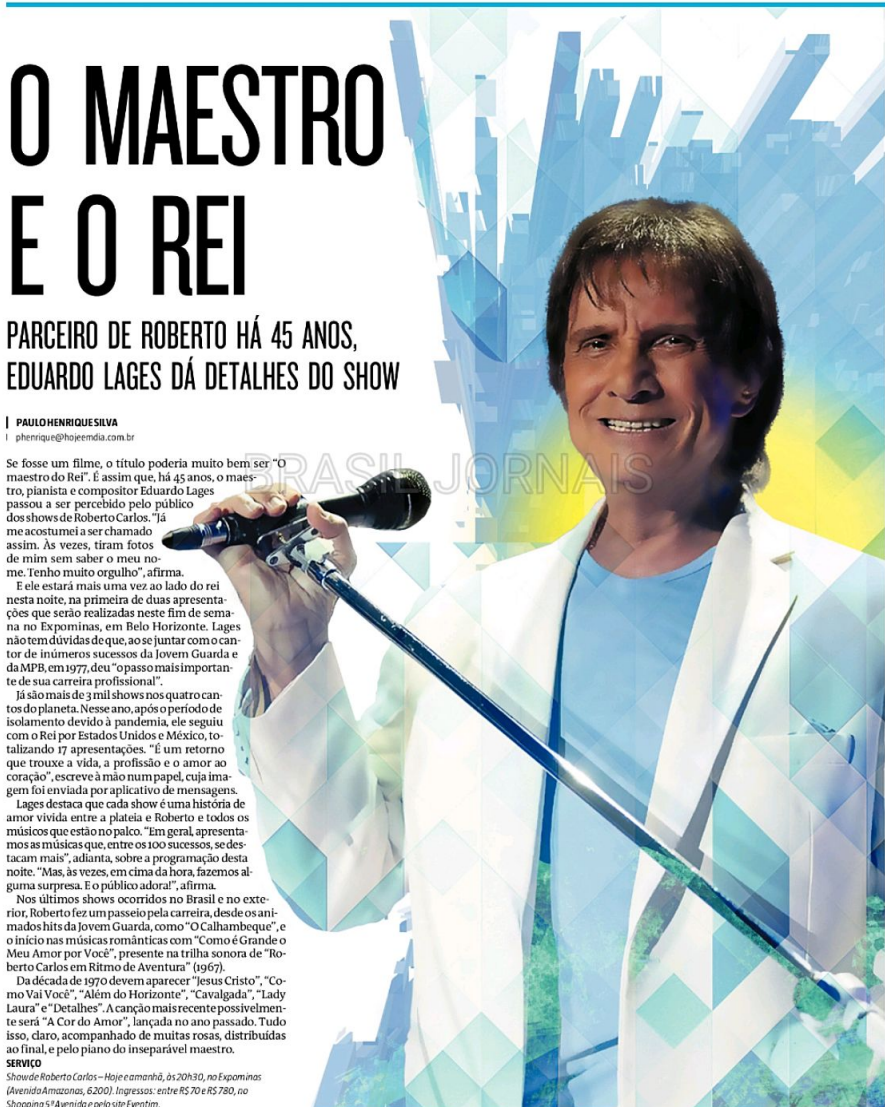 O MAESTRO
E O REI
PARCEIRO DE ROBERTO HÁ 45 ANOS,
EDUARDO LAGES DÁ DETALHES DO SHOW
PAULO HENRIQUE SILVA
phenrique@hojeemdia.com.br
BRASIL JORNAIS
Se fosse um filme, o título poderia muito bem ser “O
maestro do Rei”. É assim que, há 45 anos, o maes-
tro, pianista e compositor Eduardo Lages
passou a ser percebido pelo público
dos shows de Roberto Carlos. “Já
me acostumei a ser chamado
assim. Às vezes, tiram fotos
de mim sem saber o meu no-
me. Tenho muito orgulho”, afirma.
E ele estará mais uma vez ao lado do rei
nesta noite, na primeira de duas apresenta-
ções que serão realizadas neste fim de sema-
na no Expominas, em Belo Horizonte. Lages
não tem dúvidas de que, ao se juntar com o can-
tor de inúmeros sucessos da Jovem Guarda e
da MPB, em 1977, deu “o passo mais importan-
te de sua carreira profissional”.
Já são mais de 3 mil shows nos quatro can-
tos do planeta. Nesse ano, após o período de
isolamento devido à pandemia, ele seguiu
com o Rei por Estados Unidos e México, to-
talizando 17 apresentações. “É um retorno
que trouxe a vida, a profissão e o amor ao
coração”, escreve à mão num papel, cuja ima-
gem foi enviada por aplicativo de mensagens.
Lages destaca que cada show é uma história de
amor vivida entre a plateia e Roberto e todos os
músicos que estão no palco. “Em geral, apresenta-
mos as músicas que, entre os 100 sucessos, se des-
tacam mais”, adianta, sobre a programação desta
noite. “Mas, às vezes, em cima da hora, fazemos al-
guma surpresa. E o público adora!”, afirma.
Nos últimos shows ocorridos no Brasil e no exte-
rior, Roberto fez um passeio pela carreira, desde os ani-
mados hits da Jovem Guarda, como “O Calhambeque”, e
o início nas músicas românticas com “Como é Grande o
Meu Amor por Você”, presente na trilha sonora de “Ro-
berto Carlos em Ritmo de Aventura” (1967).
Da década de 1970 devem aparecer “Jesus Cristo”, “Co-
mo Vai Você”, “Além do Horizonte”, “Cavalgada”, “Lady
Laura” e “Detalhes”. A canção mais recente possivelmen-
te será “A Cor do Amor”, lançada no ano passado. Tudo
isso, claro, acompanhado de muitas rosas, distribuídas
ao final, e pelo piano do inseparável maestro.
SERVIÇO
Show de Roberto Carlos – Hoje e amanhã, às 20h30, no Expominas
(Avenida Amazonas, 6200). Ingressos: entre R$ 70 e R$ 780, no
Shopping 5ª Avenida e pelo site Eventim.